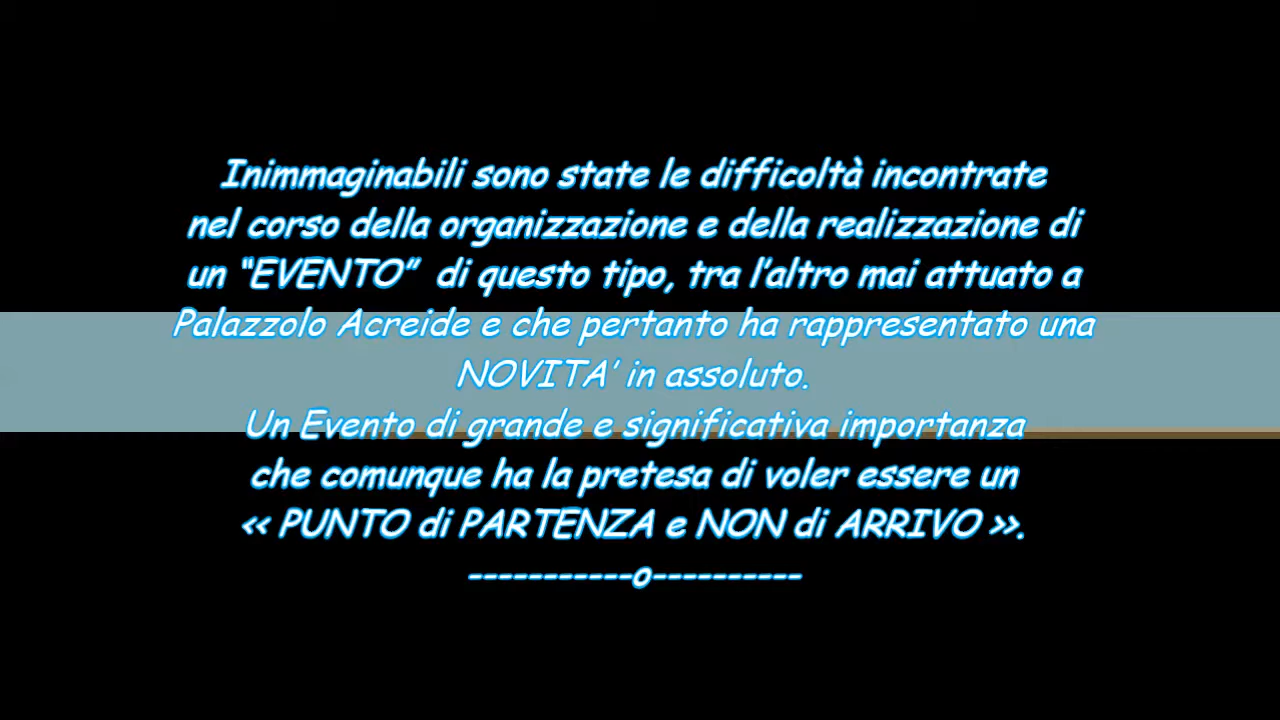 Inimmaginabili sono state le difficoltà incontrate
nel corso della organizzazione e della realizzazione di
un “EVENTO”  di questo tipo, tra l’altro mai attuato a
Palazzolo Acreide e che pertanto ha rappresentato una
NOVITA’ in assoluto.
Un Evento di grande e significativa importanza
che comunque ha la pretesa di voler essere un
<< PUNTO di PARTENZA e NON di ARRIVO >>.
-----------o----------